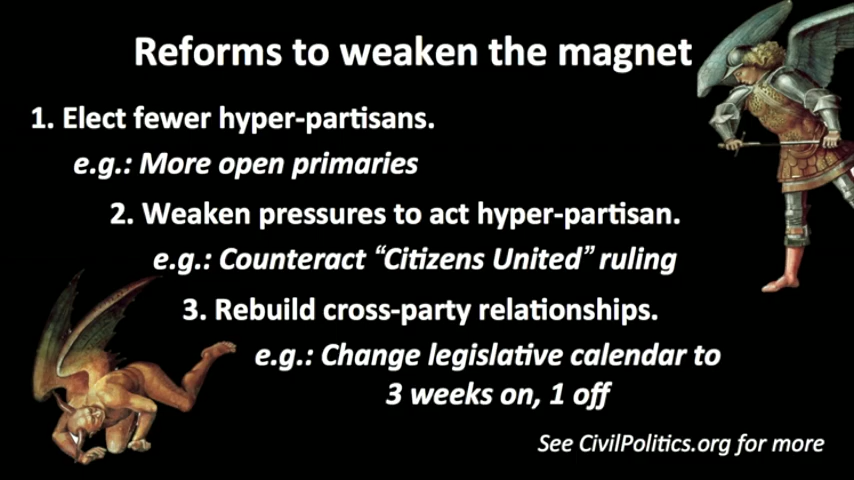 Reforms to weaken the magnet
1. Elect fewer hyper-partisans.
e.g.: More open primaries
2. Weaken pressures to act hyper-partisan.
e.g.: Counteract “Citizens United” ruling
3. Rebuild cross-party relationships.
e.g.: Change legislative calendar to
3 weeks on, 1 off
See CivilPolitics.org for more